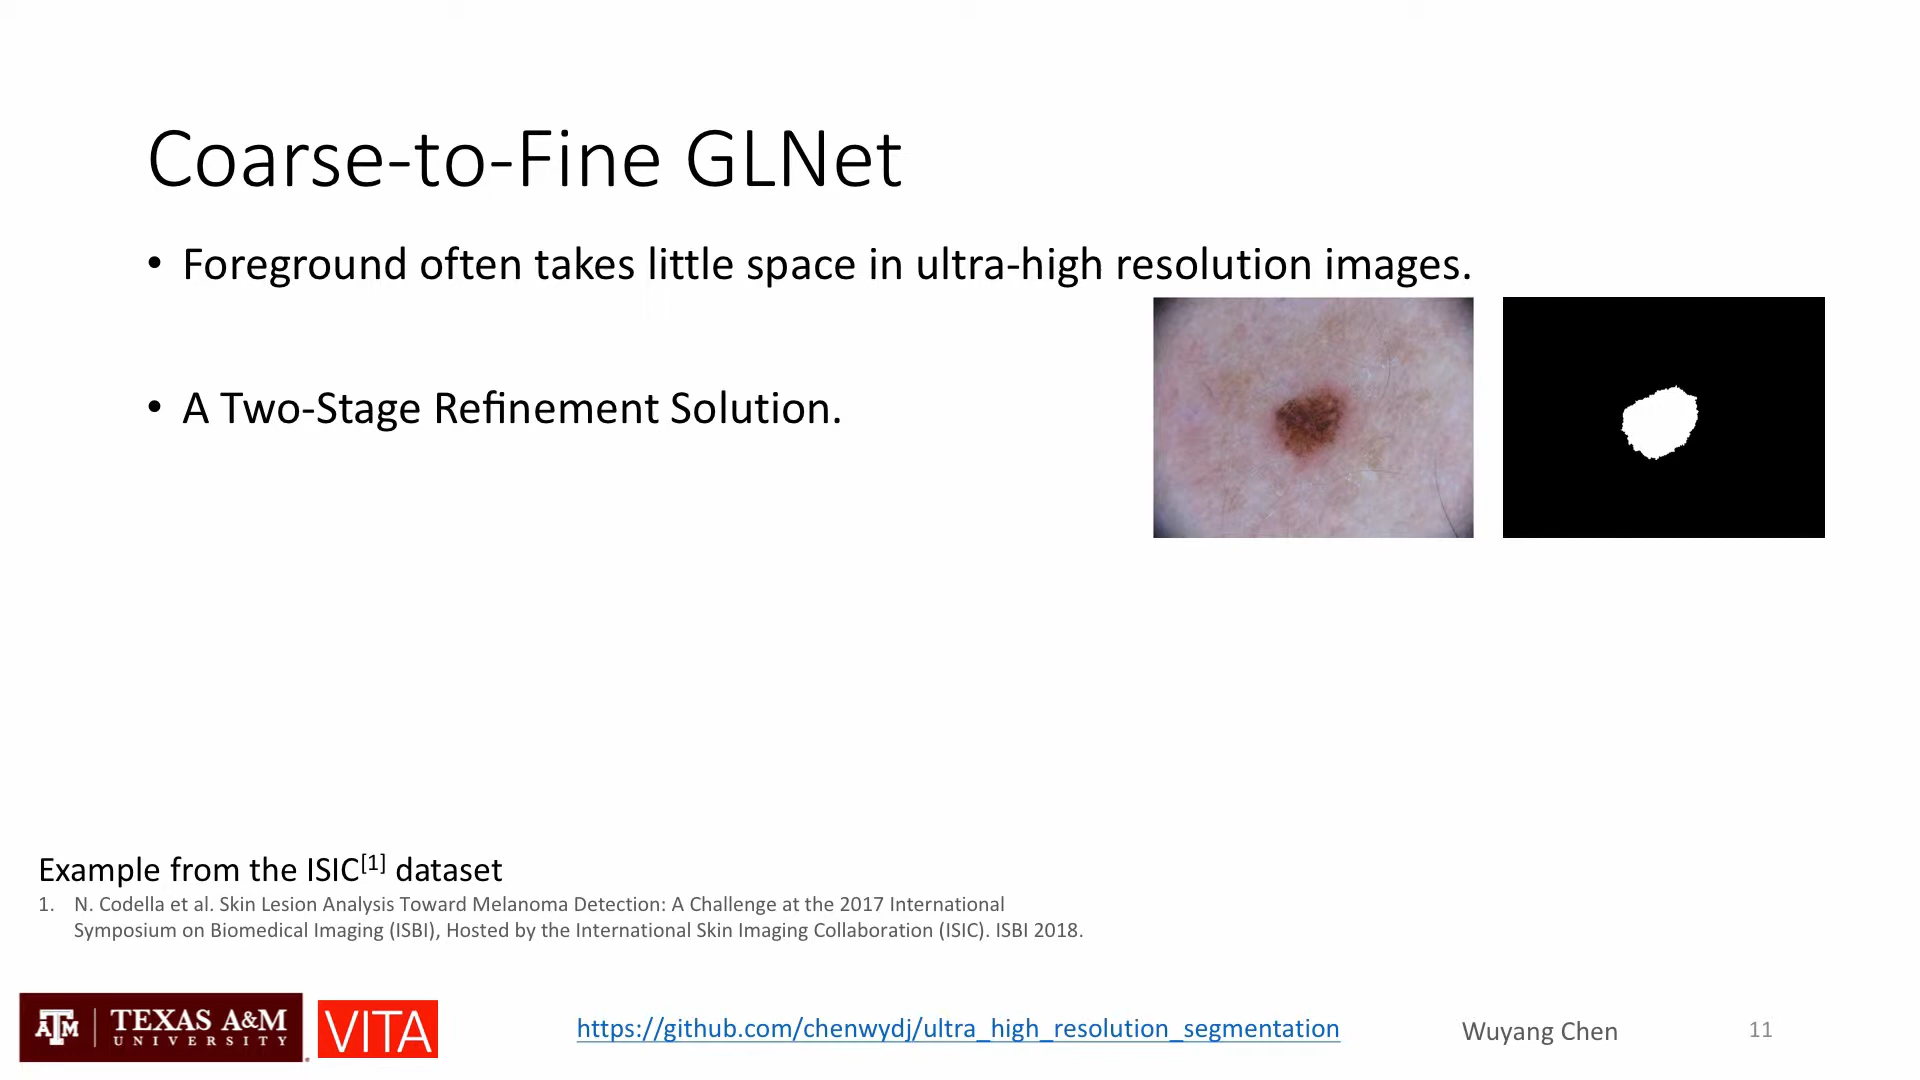 Coarse-to-Fine GLNet
• Foreground often takes little space in ultra-high resolution images.
• A Two-Stage Refinement Solution.
Example from the ISIC[1] dataset
1. N. Codella et al. Skin Lesion Analysis Toward Melanoma Detection: A Challenge at the 2017 International
Symposium on Biomedical Imaging (ISBI), Hosted by the International Skin Imaging Collaboration (ISIC). ISBI 2018.
ATM TEXAS A&M
UNIVERSITY
VITA
https://github.com/chenwydj/ultra_high_resolution_segmentation
Wuyang Chen
11